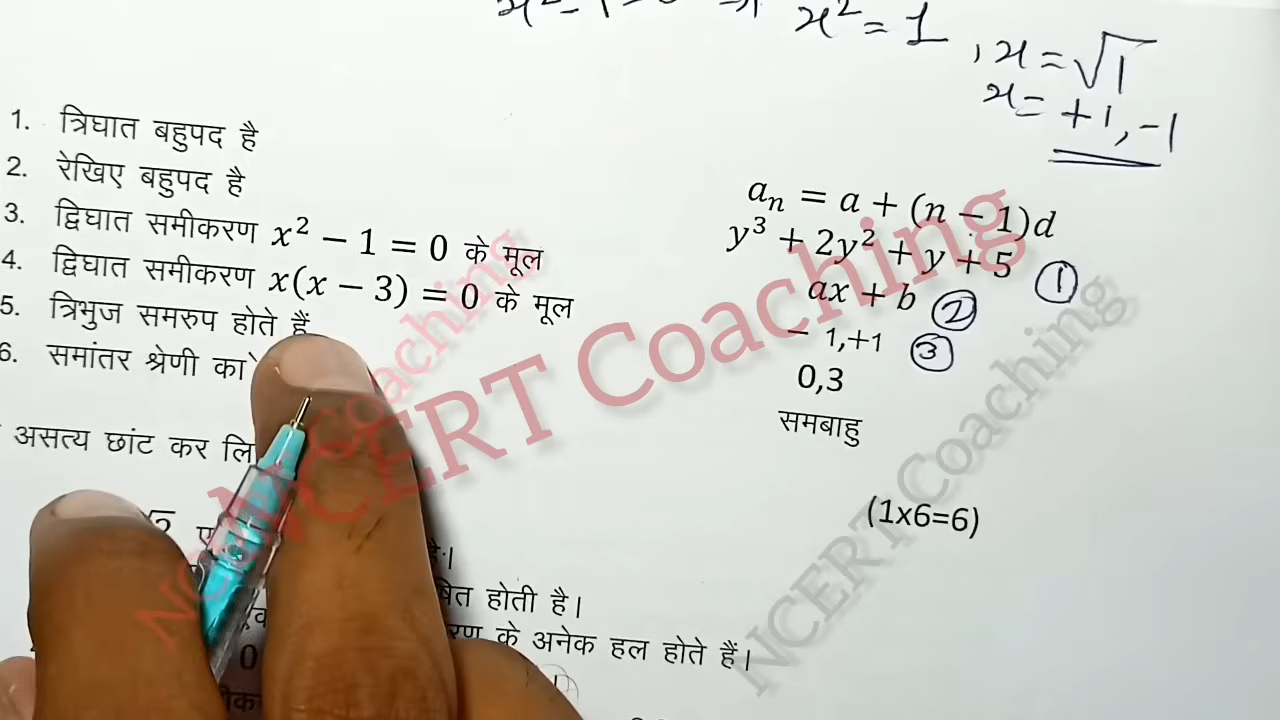 x² = 1 , x = √1
x = +1, -1
1. त्रिघात बहुपद है
2. रेखिए बहुपद है
3. द्विघात समीकरण x² − 1 = 0 के मूल
4. द्विघात समीकरण x(x − 3) = 0 के मूल
5. त्रिभुज समरुप होते हैं
6. समांतर श्रेणी का
aₙ = a + (n − 1)d
y³ + 2y² + y + 5 ①
ax + b ②
− 1,+1 ③
0,3
समबाहु
असत्य छांट कर
(1x6=6)
है।
होती है।
के अनेक हल होते हैं।
0
NCERT Coaching
NCERT Coaching
NCERT Coaching